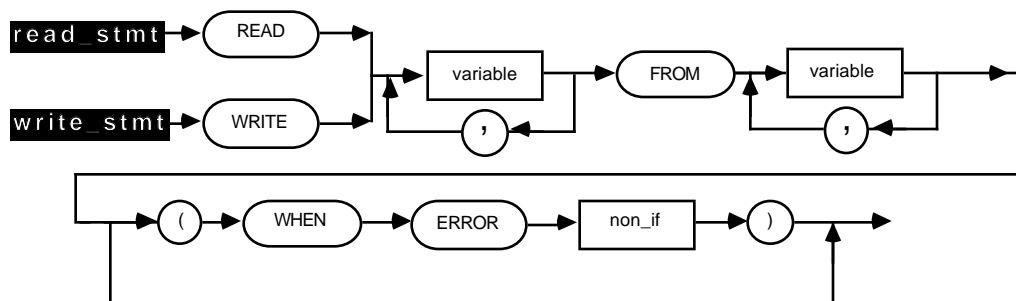 read_stmt READ
variable FROM variable
write_stmt WRITE , ,
( WHEN ERROR non_if )